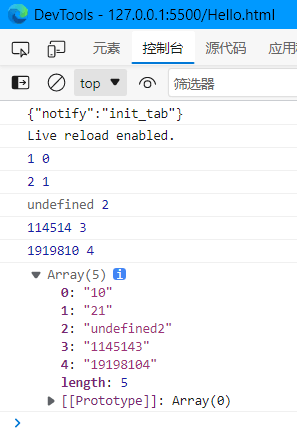 DevTools - 127.0.0.1:5500/Hello.html
元素 控制台 源代码 应用
top 筛选器
{"notify":"init_tab"}
Live reload enabled.
1 0
2 1
undefined 2
114514 3
1919810 4
Array(5) i
0: "10"
1: "21"
2: "undefined2"
3: "1145143"
4: "19198104"
length: 5
[[Prototype]]: Array(0)